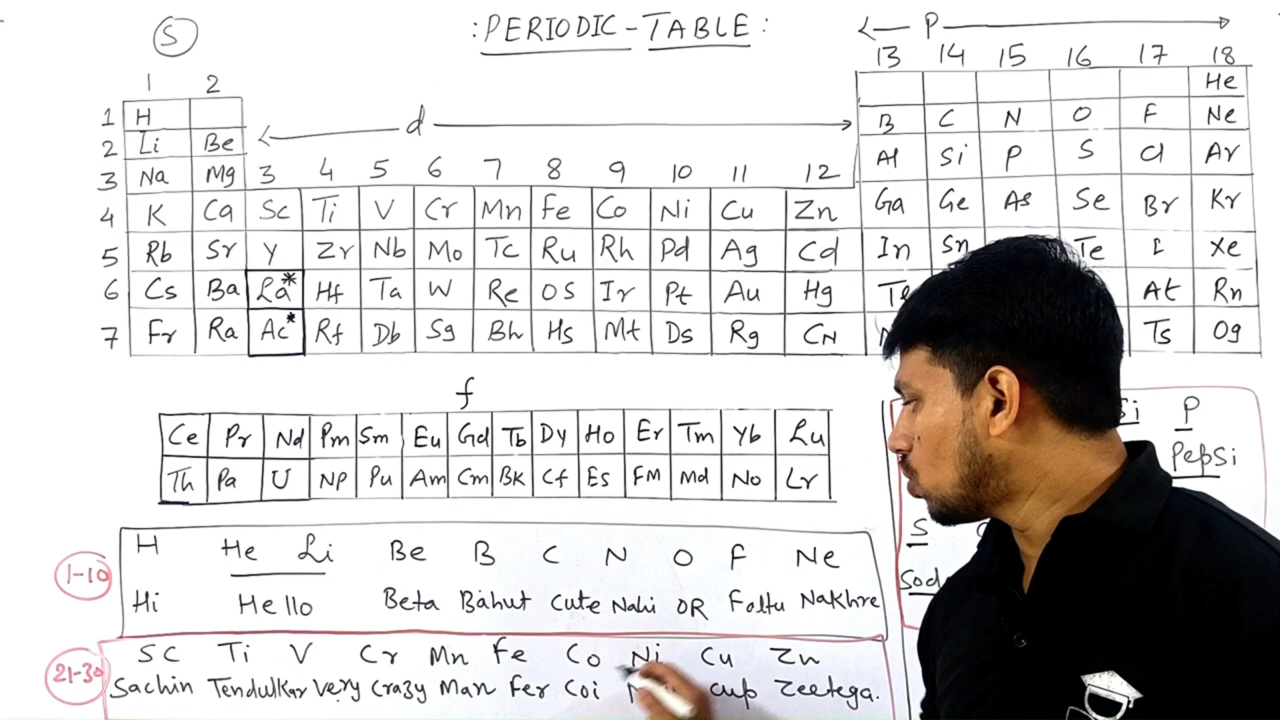 S
: PERIODIC - TABLE :
P
13 14 15 16 17 18
1 2
He
1 H
d
B C N O F Ne
2 Li Be
3 Na Mg 3 4 5 6 7 8 9 10 11 12 Al Si P S Cl Ar
4 K Ca Sc Ti V Cr Mn Fe Co Ni Cu Zn Ga Ge As Se Br Kr
5 Rb Sr Y Zr Nb Mo Tc Ru Rh Pd Ag Cd In Sn Te I Xe
6 Cs Ba La* Hf Ta W Re OS Ir Pt Au Hg At Rn
7 Fr Ra Ac* Rf Db Sg Bh Hs Mt Ds Rg CN Ts Og
f
Ce Pr Nd Pm Sm Eu Gd Tb Dy Ho Er Tm Yb Lu
Th Pa U NP Pu Am Cm BK Cf Es FM Md No Lr
Si P
PepSi
S
1-10
H He Li Be B C N O F Ne
Hi Hello Beta Bahut Cute Nahi OR Faltu Nakhre
21-30
SC Ti V Cr Mn Fe Co Ni Cu Zn
Sachin Tendulkar Very Crazy Man Fer Coi cup Zeetega.